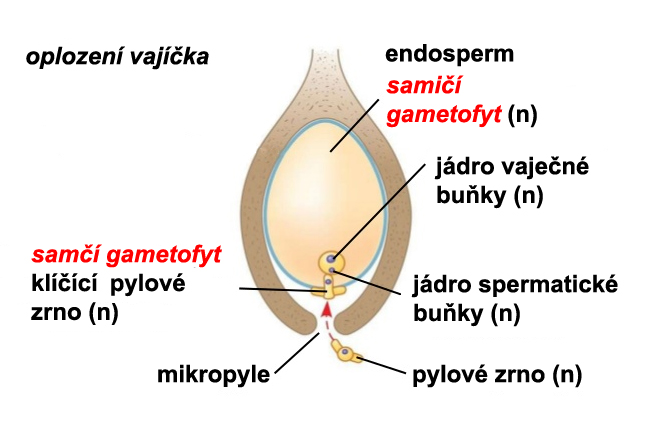 oplození vajíčka
endosperm
samičí
gametofyt (n)
jádro vaječné
buňky (n)
samčí gametofyt
klíčící pylové
zrno (n)
jádro spermatické
buňky (n)
mikropyle
pylové zrno (n)